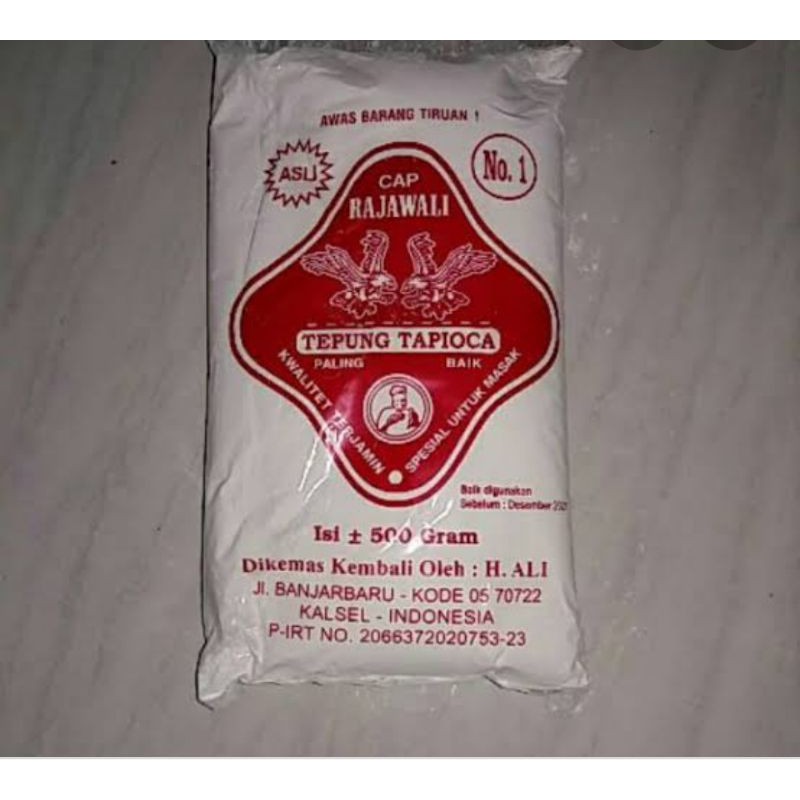 AWAS BARANG TIRUAN !
ASLI
No. 1
CAP
RAJAWALI
TEPUNG TAPIOCA
PALING BAIK
KWALITET TERJAMIN
SPESIAL UNTUK MASAK
Baik digunakan
Sebelum : Desember
Isi ± 500 Gram
Dikemas Kembali Oleh : H. ALI
Jl. BANJARBARU - KODE 05 70722
KALSEL - INDONESIA
P-IRT NO. 2066372020753-23